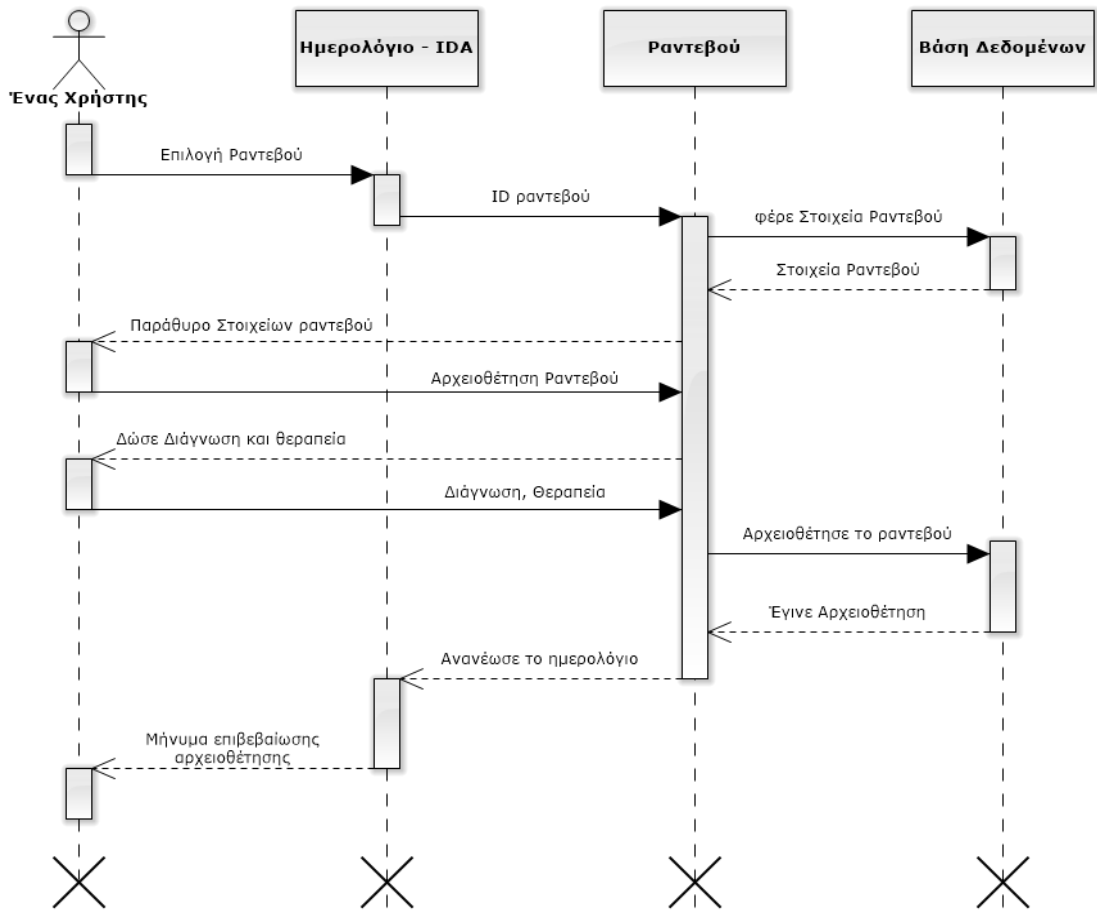 Ημερολόγιο - IDA
Ραντεβού
Βάση Δεδομένων
Ένας Χρήστης
Επιλογή Ραντεβού
ID ραντεβού
φέρε Στοιχεία Ραντεβού
Στοιχεία Ραντεβού
Παράθυρο Στοιχείων ραντεβού
Αρχειοθέτηση Ραντεβού
Δώσε Διάγνωση και θεραπεία
Διάγνωση, Θεραπεία
Αρχειοθέτησε το ραντεβού
Έγινε Αρχειοθέτηση
Ανανέωσε το ημερολόγιο
Μήνυμα επιβεβαίωσης
αρχειοθέτησης